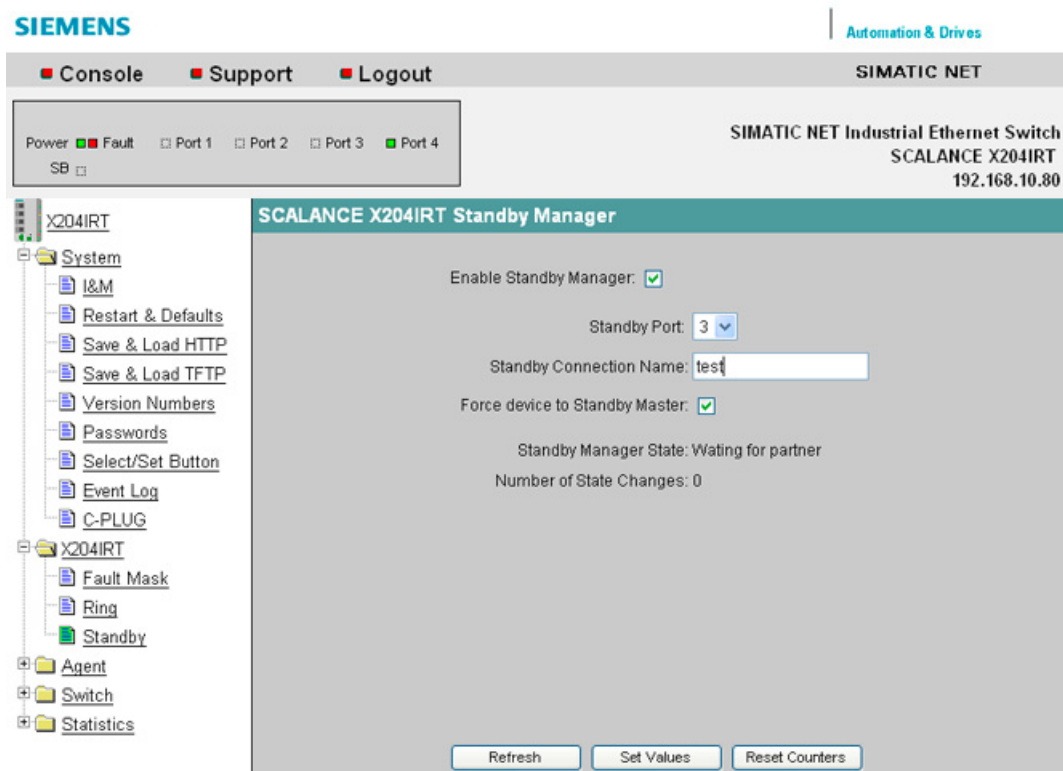 SIEMENS
Automation & Drives
Console Support Logout SIMATIC NET
Power Fault Port 1 Port 2 Port 3 Port 4
SB
SIMATIC NET Industrial Ethernet Switch
SCALANCE X204IRT
192.168.10.80
X204IRT
System
I&M
Restart & Defaults
Save & Load HTTP
Save & Load TFTP
Version Numbers
Passwords
Select/Set Button
Event Log
C-PLUG
X204IRT
Fault Mask
Ring
Standby
Agent
Switch
Statistics
SCALANCE X204IRT Standby Manager
Enable Standby Manager:
Standby Port: 3
Standby Connection Name: test
Force device to Standby Master:
Standby Manager State: Wating for partner
Number of State Changes: 0
Refresh Set Values Reset Counters